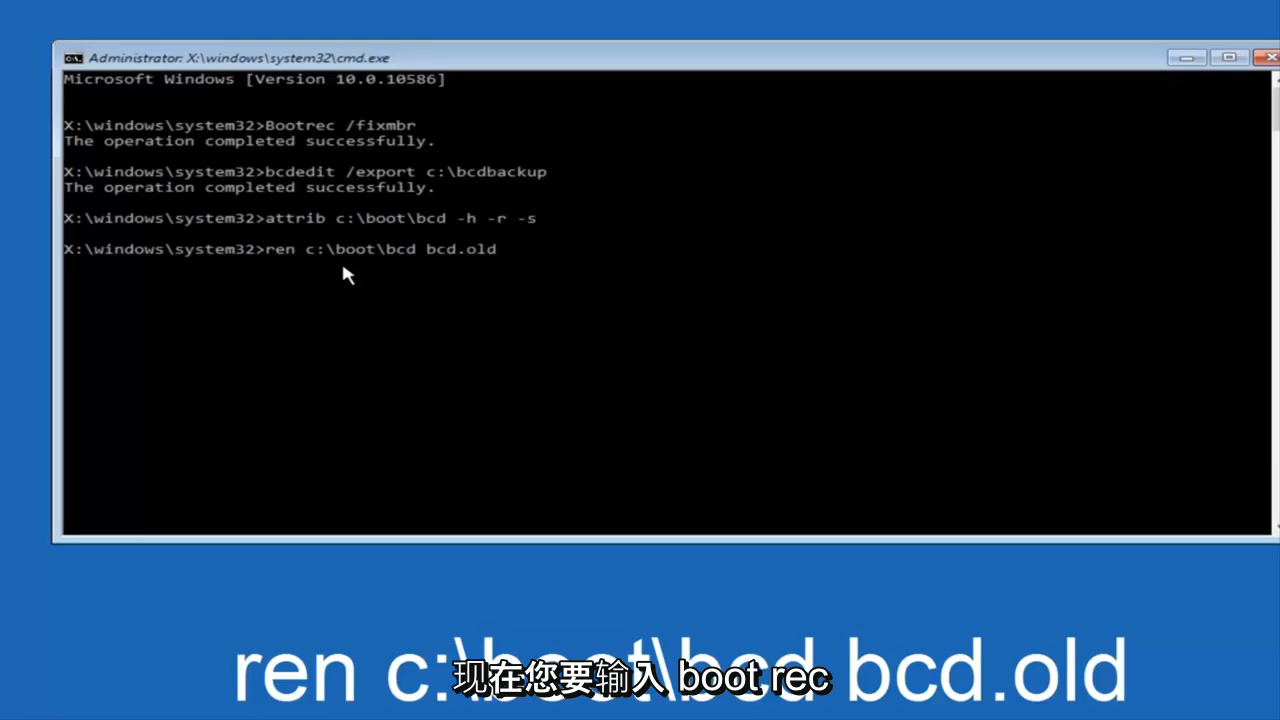 Administrator: X:\windows\system32\cmd.exe
Microsoft Windows [Version 10.0.10586]
X:\windows\system32>Bootrec /fixmbr
The operation completed successfully.
X:\windows\system32>bcdedit /export c:\bcdbackup
The operation completed successfully.
X:\windows\system32>attrib c:\boot\bcd -h -r -s
X:\windows\system32>ren c:\boot\bcd bcd.old
ren c:\boot\bcd bcd.old
现在您要输入 boot rec